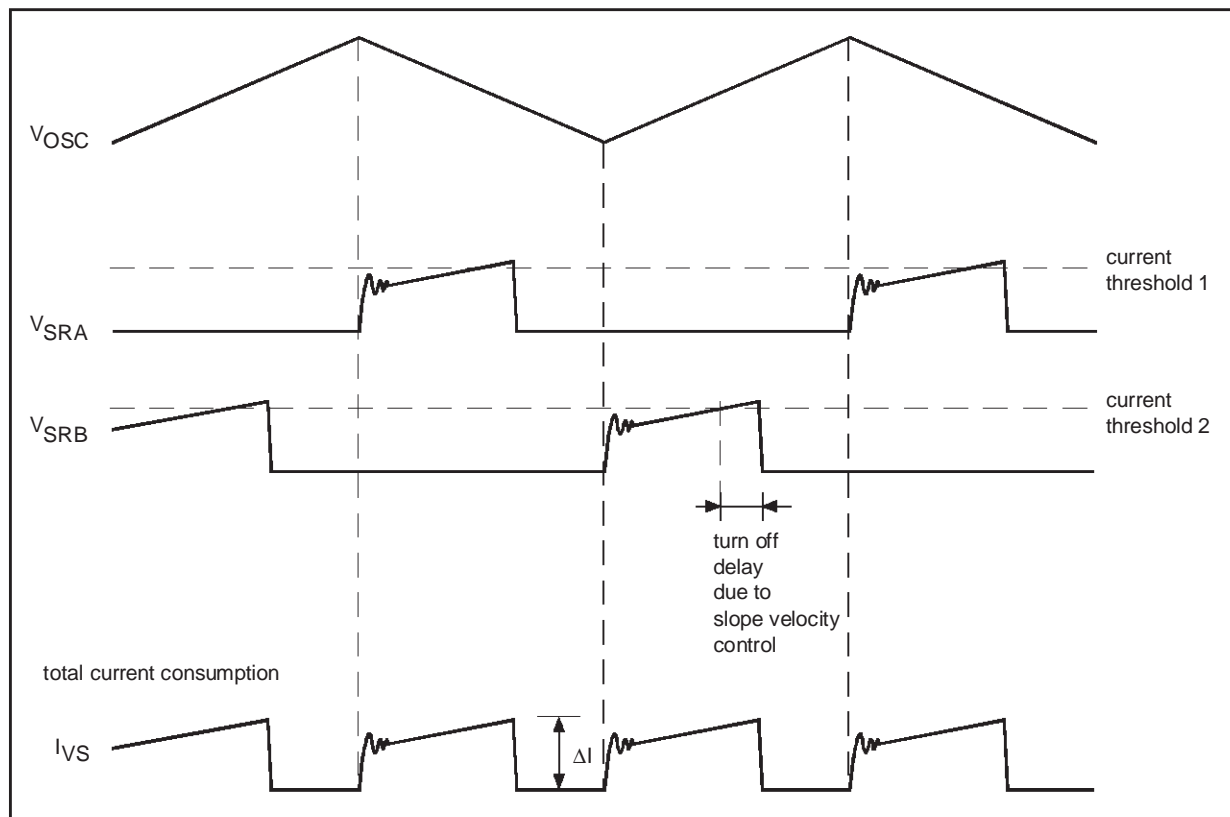 VOSC
current
threshold 1
VSRA
current
threshold 2
VSRB
turn off
delay
due to
slope velocity
control
total current consumption
IVS
ΔI